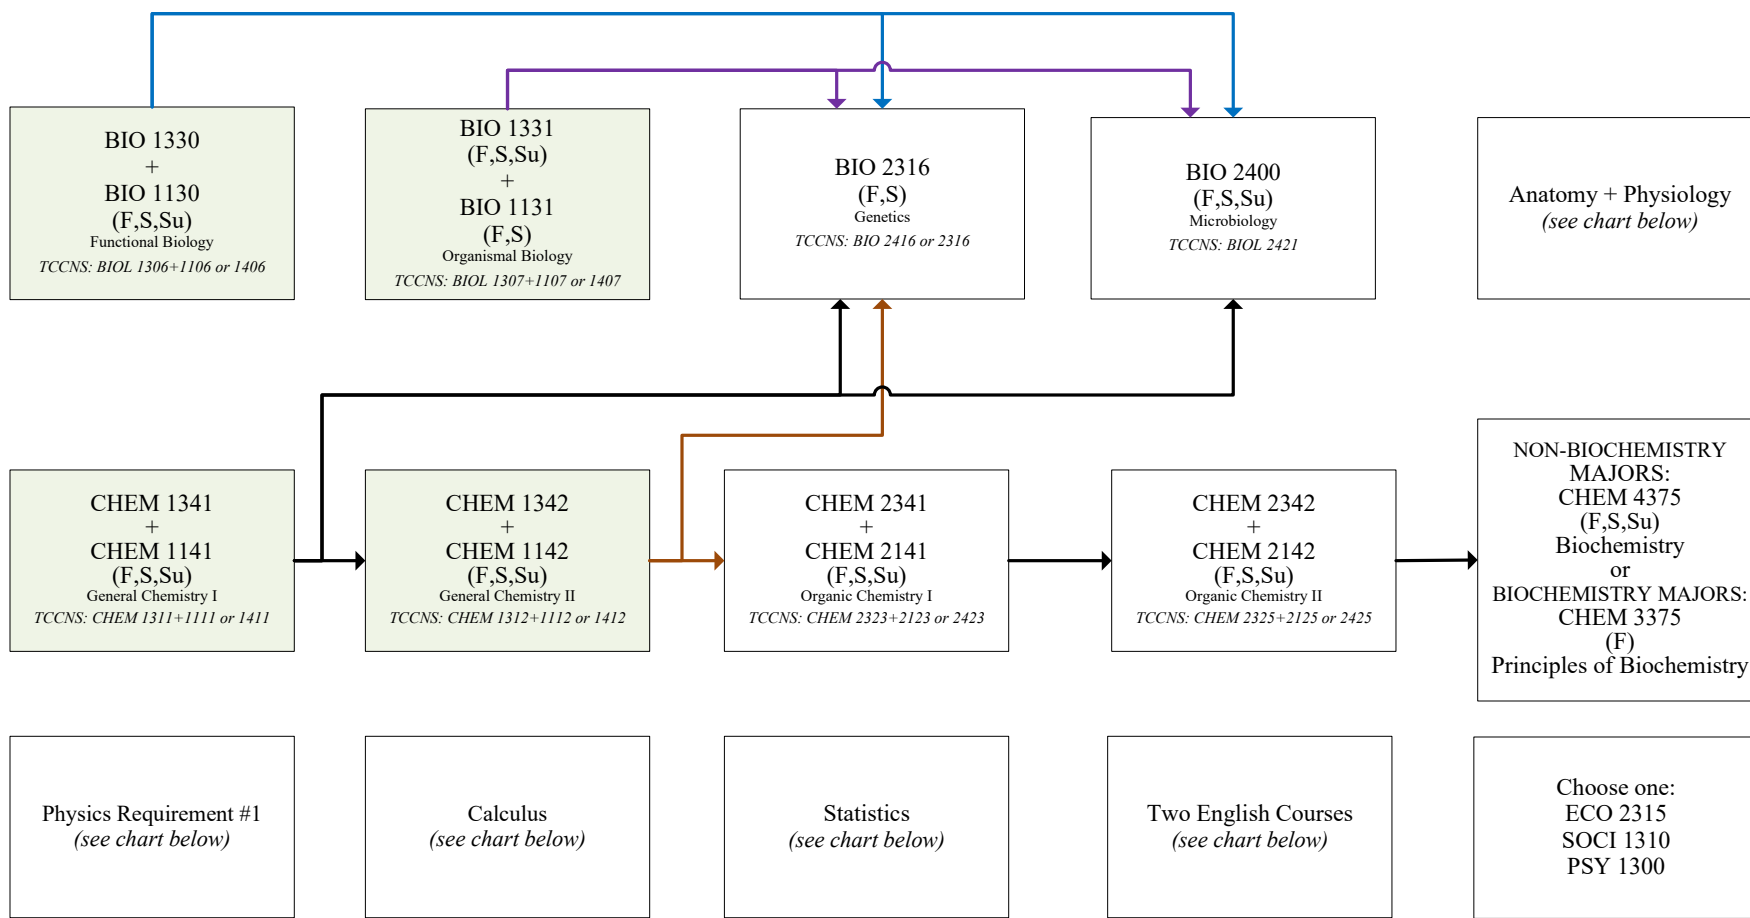 BIO 1330
+
BIO 1130
(F,S,Su)
Functional Biology
TCCNS: BIOL 1306+1106 or 1406
BIO 1331
(F,S,Su)
+
BIO 1131
(F,S)
Organismal Biology
TCCNS: BIOL 1307+1107 or 1407
BIO 2316
(F,S)
Genetics
TCCNS: BIO 2416 or 2316
BIO 2400
(F,S,Su)
Microbiology
TCCNS: BIOL 2421
Anatomy + Physiology
(see chart below)
CHEM 1341
+
CHEM 1141
(F,S,Su)
General Chemistry I
TCCNS: CHEM 1311+1111 or 1411
CHEM 1342
+
CHEM 1142
(F,S,Su)
General Chemistry II
TCCNS: CHEM 1312+1112 or 1412
CHEM 2341
+
CHEM 2141
(F,S,Su)
Organic Chemistry I
TCCNS: CHEM 2323+2123 or 2423
CHEM 2342
+
CHEM 2142
(F,S,Su)
Organic Chemistry II
TCCNS: CHEM 2325+2125 or 2425
NON-BIOCHEMISTRY
MAJORS:
CHEM 4375
(F,S,Su)
Biochemistry
or
BIOCHEMISTRY MAJORS:
CHEM 3375
(F)
Principles of Biochemistry
Physics Requirement #1
(see chart below)
Calculus
(see chart below)
Statistics
(see chart below)
Two English Courses
(see chart below)
Choose one:
ECO 2315
SOCI 1310
PSY 1300